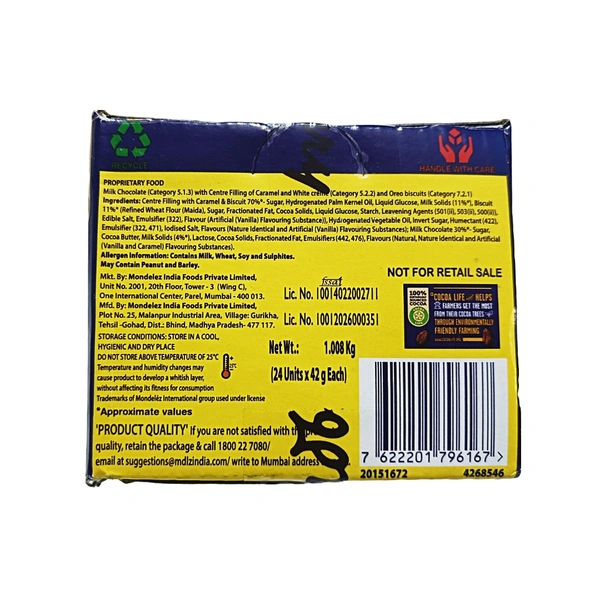 RECYCLE
HANDLE WITH CARE
PROPRIETARY FOOD
Milk Chocolate (Category 5.1.3) with Centre Filling of Caramel and White creme (Category 5.2.2) and Oreo biscuits (Category 7.2.1)
Ingredients: Centre Filling with Caramel & Biscuit 70%*- Sugar, Hydrogenated Palm Kernel Oil, Liquid Glucose, Milk Solids (11%*), Biscuit
11%* (Refined Wheat Flour (Maida), Sugar, Fractionated Fat, Cocoa Solids, Liquid Glucose, Starch, Leavening Agents (501(ii), 503(ii), 500(ii)),
Edible Salt, Emulsifier (322), Flavour (Artificial (Vanilla) Flavouring Substance)), Hydrogenated Vegetable Oil, Invert Sugar, Humectant (422),
Emulsifiers (322, 471), Iodised Salt, Flavours (Nature Identical and Artificial (Vanilla) Flavouring Substances); Milk Chocolate 30%*- Sugar,
Cocoa Butter, Milk Solids (4%*), Lactose, Cocoa Solids, Fractionated Fat, Emulsifiers (442, 476), Flavours (Natural, Nature Identical and Artificial
(Vanilla and Caramel) Flavouring Substances).
Allergen Information: Contains Milk, Wheat, Soy and Sulphites.
May Contain Peanut and Barley.
Mkt. By: Mondelez India Foods Private Limited,
Unit No. 2001, 20th Floor, Tower - 3 (Wing C),
One International Center, Parel, Mumbai - 400 013.
Mfd. By: Mondelez India Foods Private Limited,
Plot No. 25, Malanpur Industrial Area, Village: Gurikha,
Tehsil -Gohad, Dist.: Bhind, Madhya Pradesh- 477 117.
fssai
Lic. No. 10014022002711
Lic. No. 10012026000351
NOT FOR RETAIL SALE
100%
COCOA
COCOA LIFE HELPS
FARMERS GET THE MOST
FROM THEIR COCOA TREES
THROUGH ENVIRONMENTALLY
FRIENDLY FARMING
STORAGE CONDITIONS: STORE IN A COOL,
HYGIENIC AND DRY PLACE
DO NOT STORE ABOVE TEMPERATURE OF 25°C
Temperature and humidity changes may
cause product to develop a whitish layer,
without affecting its fitness for consumption
Trademarks of Mondelēz International group used under license
Net Wt.: 1.008 Kg
(24 Units x 42 g Each)
*Approximate values
'PRODUCT QUALITY' If you are not satisfied with
quality, retain the package & call 1800 22 7080/
email at suggestions@mdlzindia.com/ write to Mumbai address
7 622201 796167 >
20151672 4268546